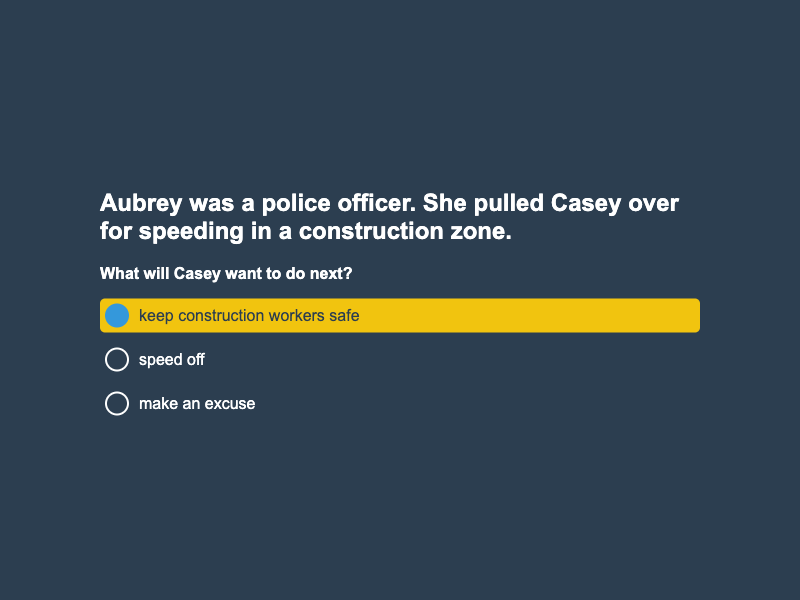 Aubrey was a police officer. She pulled Casey over
for speeding in a construction zone.
What will Casey want to do next?
keep construction workers safe
speed off
make an excuse